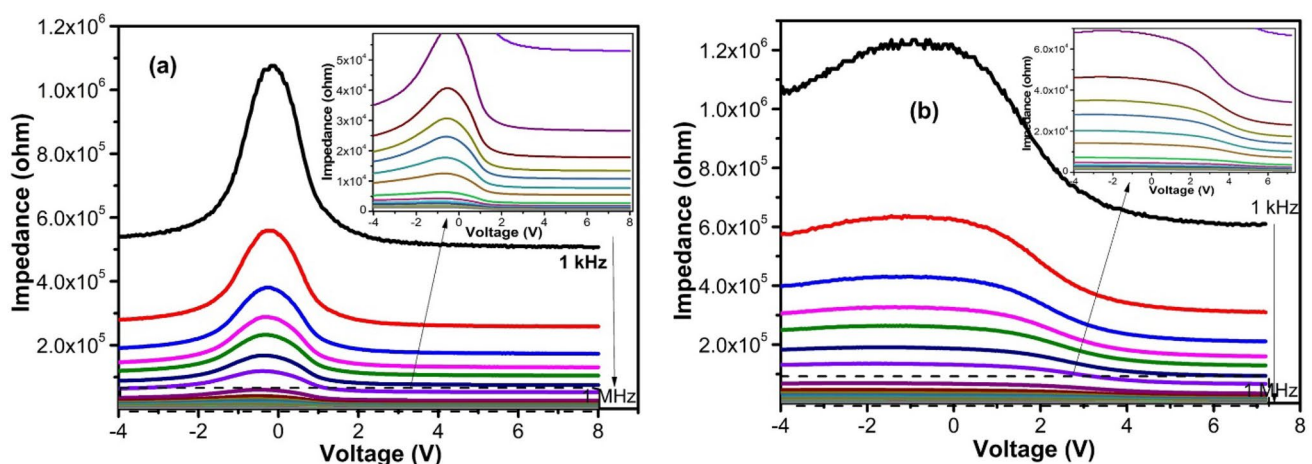 (a)
Impedance (ohm)
1.2x10⁶
1.0x10⁶
8.0x10⁵
6.0x10⁵
4.0x10⁵
2.0x10⁵
-4 -2 0 2 4 6 8
Voltage (V)
1 kHz
1 MHz
Impedance (ohm)
5x10⁴
4x10⁴
3x10⁴
2x10⁴
1x10⁴
0
-4 -2 0 2 4 6 8
Voltage (V)
(b)
Impedance (ohm)
1.2x10⁶
1.0x10⁶
8.0x10⁵
6.0x10⁵
4.0x10⁵
2.0x10⁵
-4 -2 0 2 4 6 8
Voltage (V)
1 kHz
1 MHz
Impedance (ohm)
6.0x10⁴
4.0x10⁴
2.0x10⁴
0
-4 -2 0 2 4 6
Voltage (V)